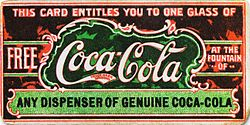 THIS CARD ENTITLES YOU TO ONE GLASS OF
FREE
Coca-Cola
AT THE
FOUNTAIN
OF
ANY DISPENSER OF GENUINE COCA-COLA